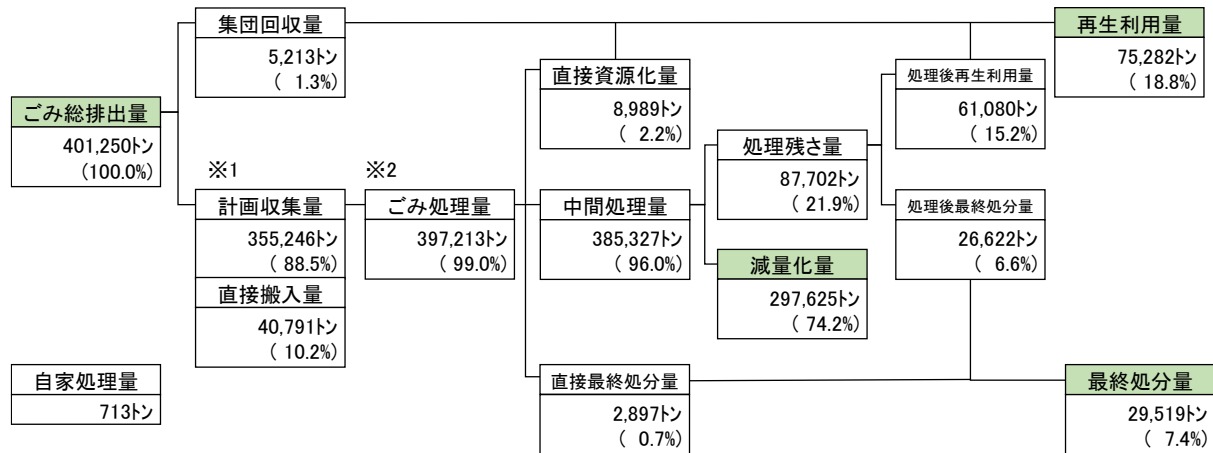 集団回収量
5,213トン
( 1.3%)
再生利用量
75,282トン
( 18.8%)
直接資源化量
8,989トン
( 2.2%)
処理後再生利用量
61,080トン
( 15.2%)
ごみ総排出量
401,250トン
(100.0%)
処理残さ量
87,702トン
( 21.9%)
※1
※2
計画収集量
355,246トン
( 88.5%)
ごみ処理量
397,213トン
( 99.0%)
中間処理量
385,327トン
( 96.0%)
処理後最終処分量
26,622トン
( 6.6%)
減量化量
297,625トン
( 74.2%)
直接搬入量
40,791トン
( 10.2%)
自家処理量
713トン
直接最終処分量
2,897トン
( 0.7%)
最終処分量
29,519トン
( 7.4%)